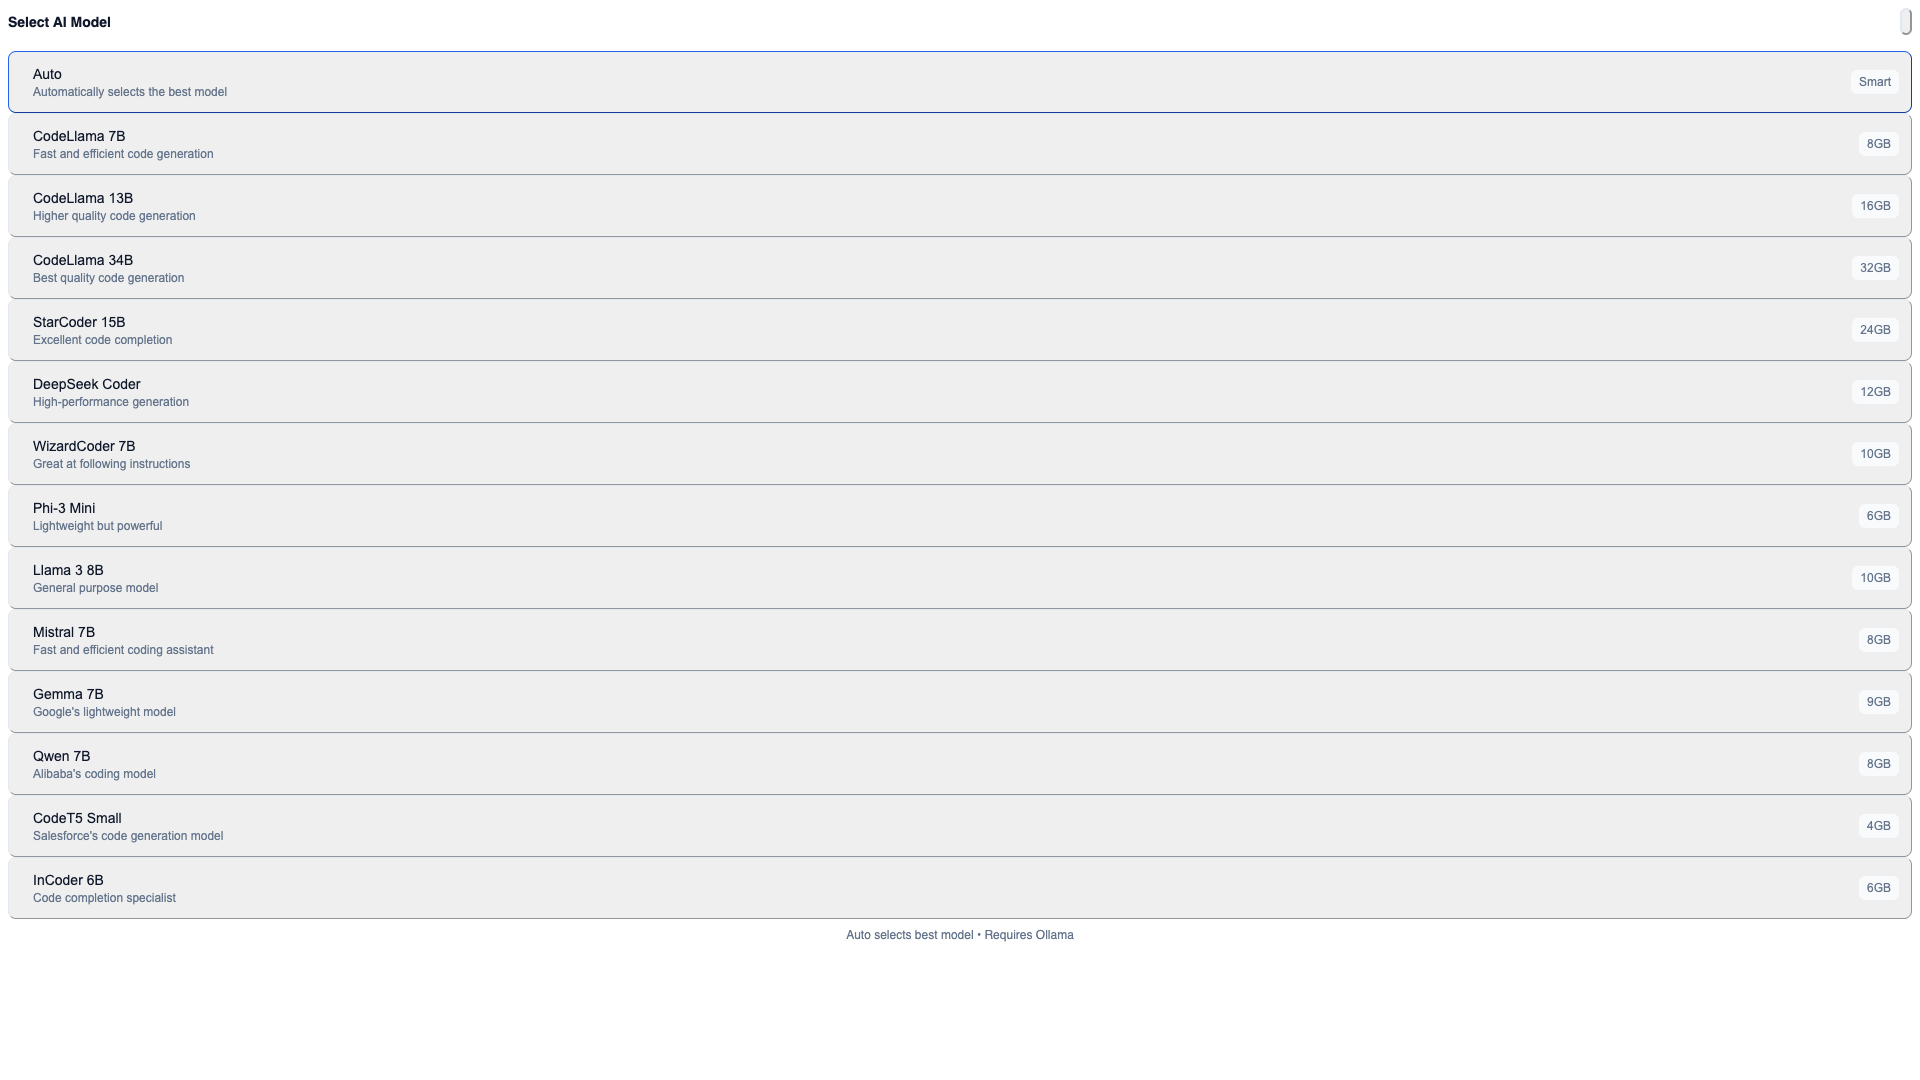 Select AI Model
Auto
Automatically selects the best model
Smart
CodeLlama 7B
Fast and efficient code generation
8GB
CodeLlama 13B
Higher quality code generation
16GB
CodeLlama 34B
Best quality code generation
32GB
StarCoder 15B
Excellent code completion
24GB
DeepSeek Coder
High-performance generation
12GB
WizardCoder 7B
Great at following instructions
10GB
Phi-3 Mini
Lightweight but powerful
6GB
Llama 3 8B
General purpose model
10GB
Mistral 7B
Fast and efficient coding assistant
8GB
Gemma 7B
Google's lightweight model
9GB
Qwen 7B
Alibaba's coding model
8GB
CodeT5 Small
Salesforce's code generation model
4GB
InCoder 6B
Code completion specialist
6GB
Auto selects best model • Requires Ollama